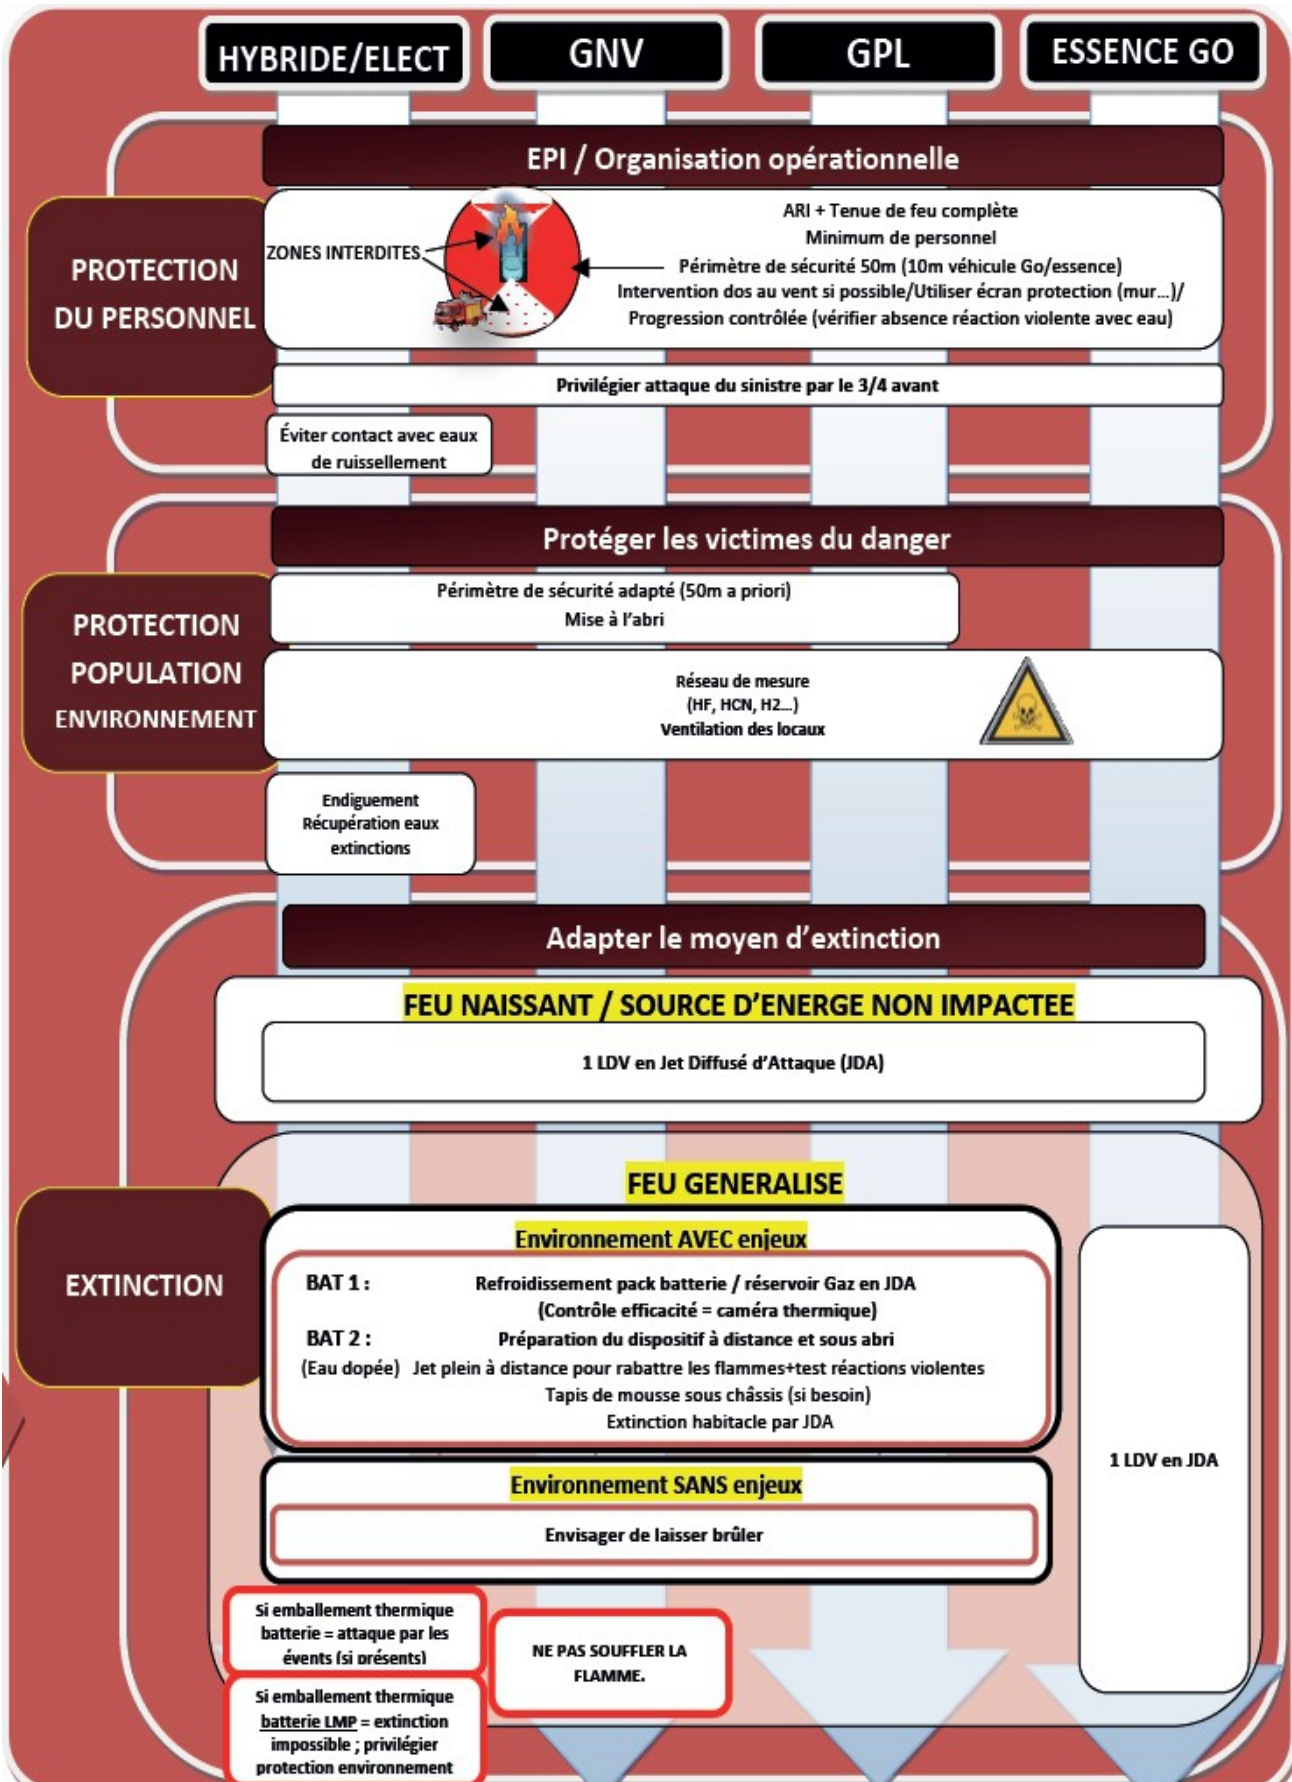 HYBRIDE/ELECT
GNV
GPL
ESSENCE GO
EPI / Organisation opérationnelle
PROTECTION
DU PERSONNEL
ZONES INTERDITES
ARI + Tenue de feu complète
Minimum de personnel
Périmètre de sécurité 50m (10m véhicule Go/essence)
Intervention dos au vent si possible/Utiliser écran protection (mur...)/
Progression contrôlée (vérifier absence réaction violente avec eau)
Privilégier attaque du sinistre par le 3/4 avant
Éviter contact avec eaux
de ruissellement
Protéger les victimes du danger
PROTECTION
POPULATION
ENVIRONNEMENT
Périmètre de sécurité adapté (50m a priori)
Mise à l'abri
Réseau de mesure
(HF, HCN, H2...)
Ventilation des locaux
Endiguement
Récupération eaux
extinctions
Adapter le moyen d'extinction
FEU NAISSANT / SOURCE D'ENERGE NON IMPACTEE
1 LDV en Jet Diffusé d'Attaque (JDA)
EXTINCTION
FEU GENERALISE
Environnement AVEC enjeux
BAT 1 : Refroidissement pack batterie / réservoir Gaz en JDA
(Contrôle efficacité = caméra thermique)
BAT 2 : Préparation du dispositif à distance et sous abri
(Eau dopée) Jet plein à distance pour rabattre les flammes+test réactions violentes
Tapis de mousse sous châssis (si besoin)
Extinction habitacle par JDA
1 LDV en JDA
Environnement SANS enjeux
Envisager de laisser brûler
Si emballement thermique
batterie = attaque par les
évents (si présents)
NE PAS SOUFFLER LA
FLAMME.
Si emballement thermique
batterie LMP = extinction
impossible ; privilégier
protection environnement